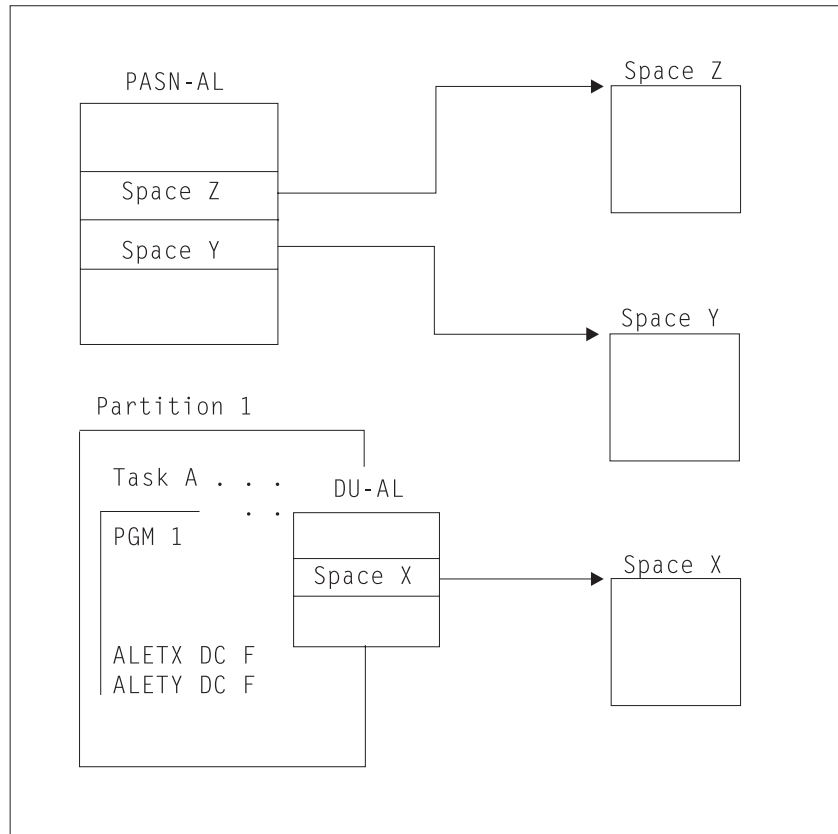 PASN-AL
Space Z
Space Z
Space Y
Space Y
Partition 1
Task A . . .
. .
DU-AL
PGM 1
Space X
Space X
ALETX DC F
ALETY DC F